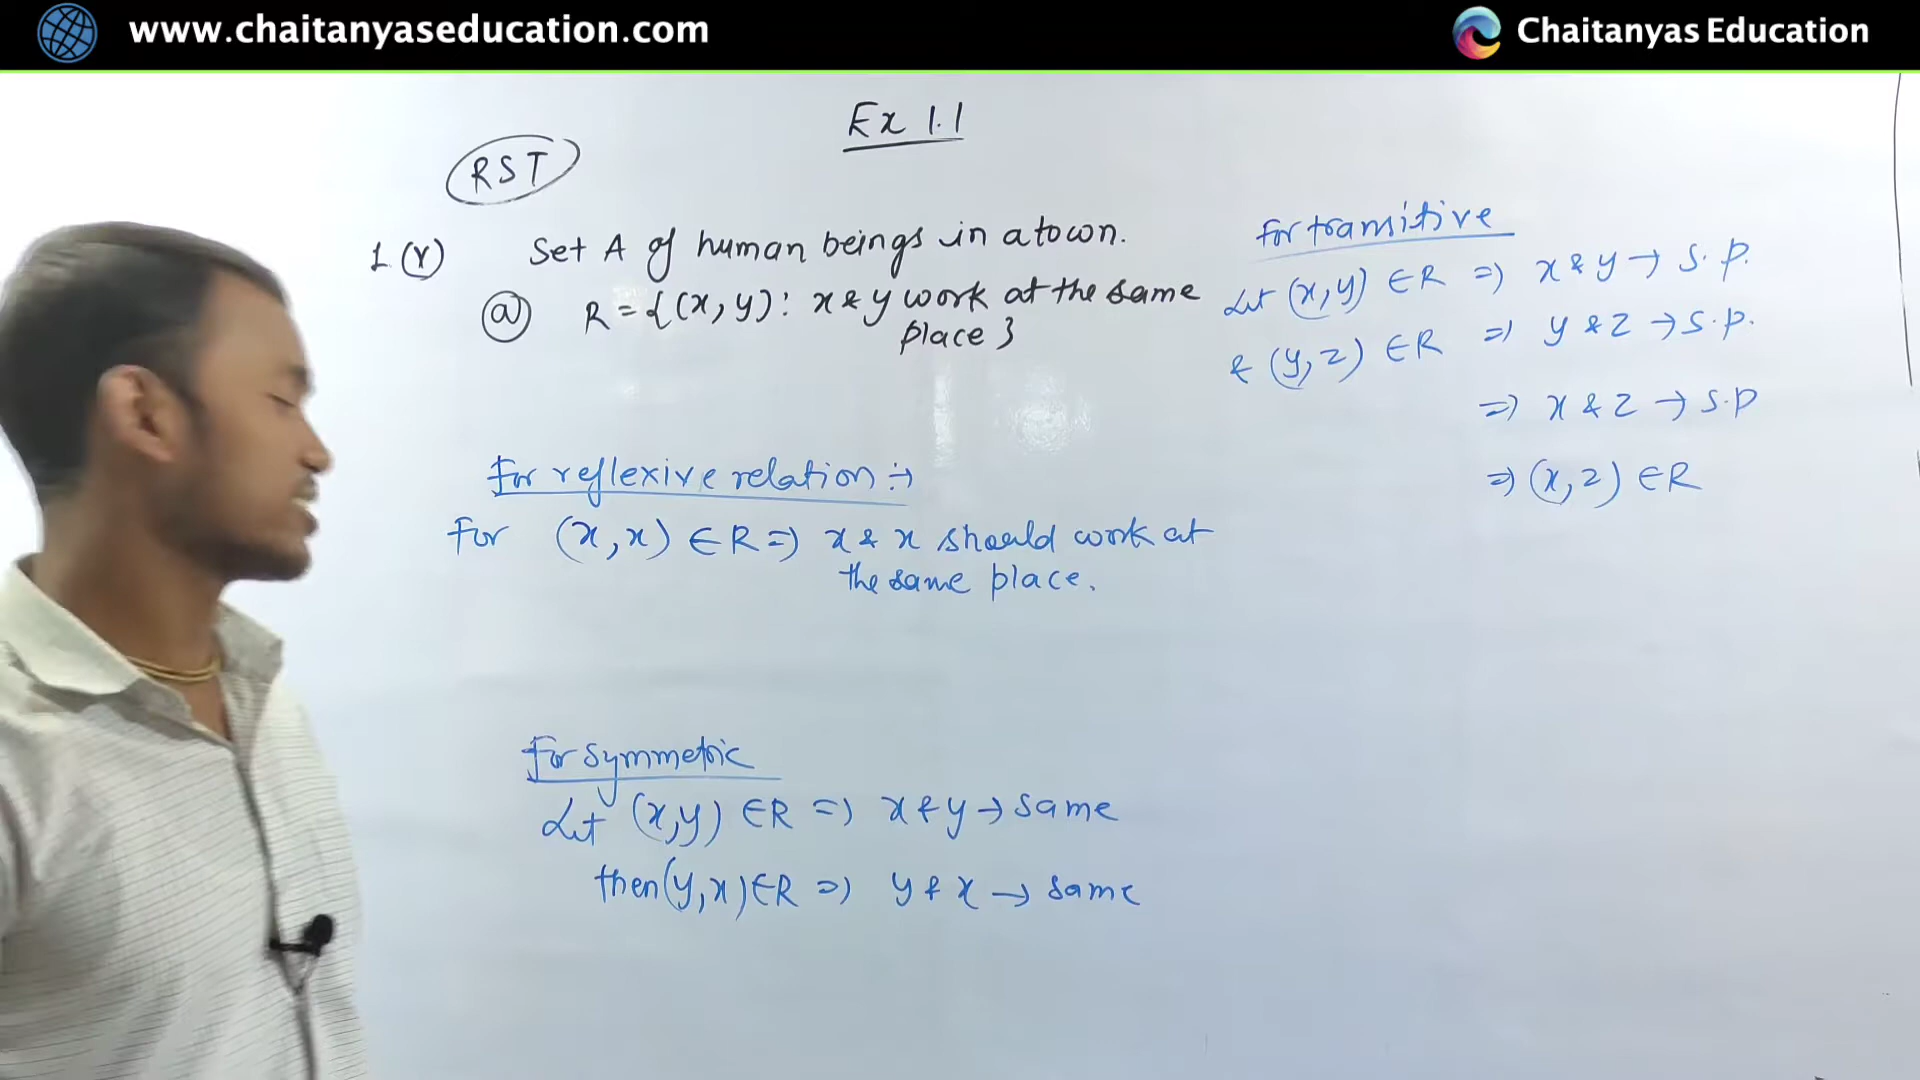 www.chaitanyaseducation.com
Chaitanyas Education
Ex 1.1
RST
1 (v) Set A of human beings in a town.
(a) R = {(x, y) : x & y work at the same
place }
For reflexive relation :→
For (x, x) ∈ R => x & x should work at
the same place.
For symmetric
Let (x, y) ∈ R => x & y → same
then (y, x) ∈ R => y & x → same
For transitive
Let (x, y) ∈ R => x & y → s. p.
& (y, z) ∈ R => y & z → s. p.
=> x & z → s. p
=> (x, z) ∈ R